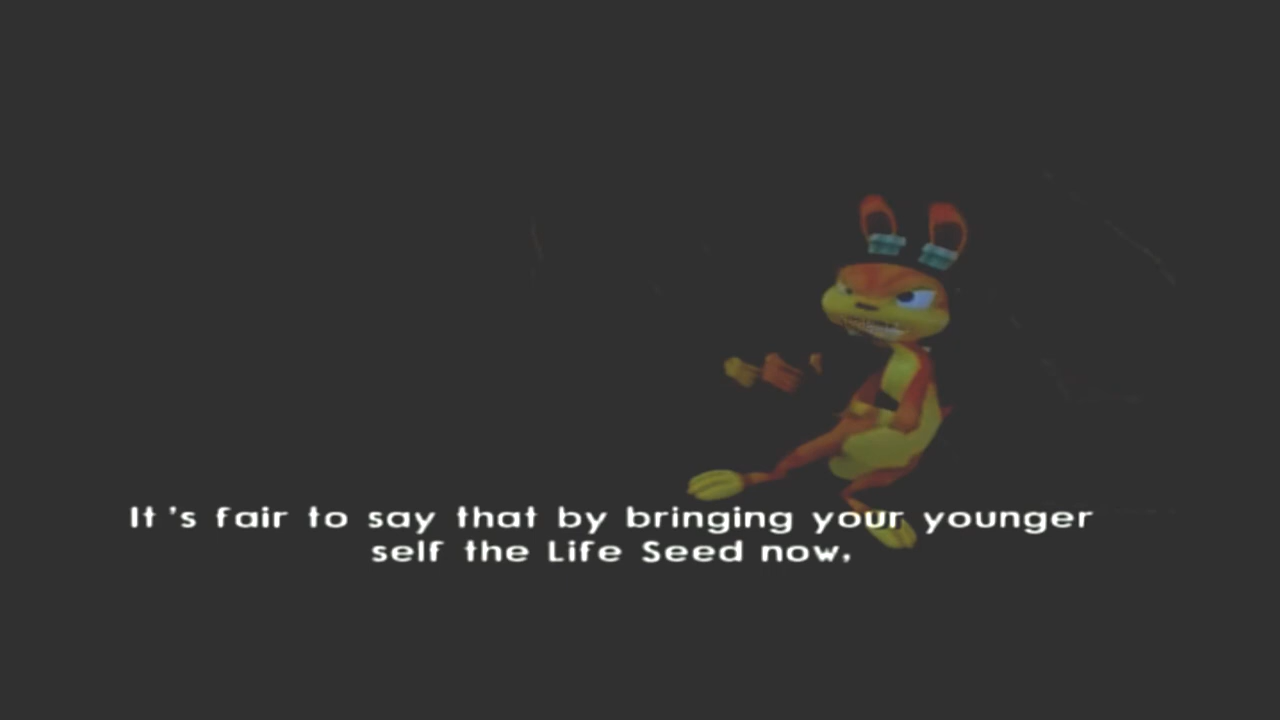 It's fair to say that by bringing your younger
self the Life Seed now,